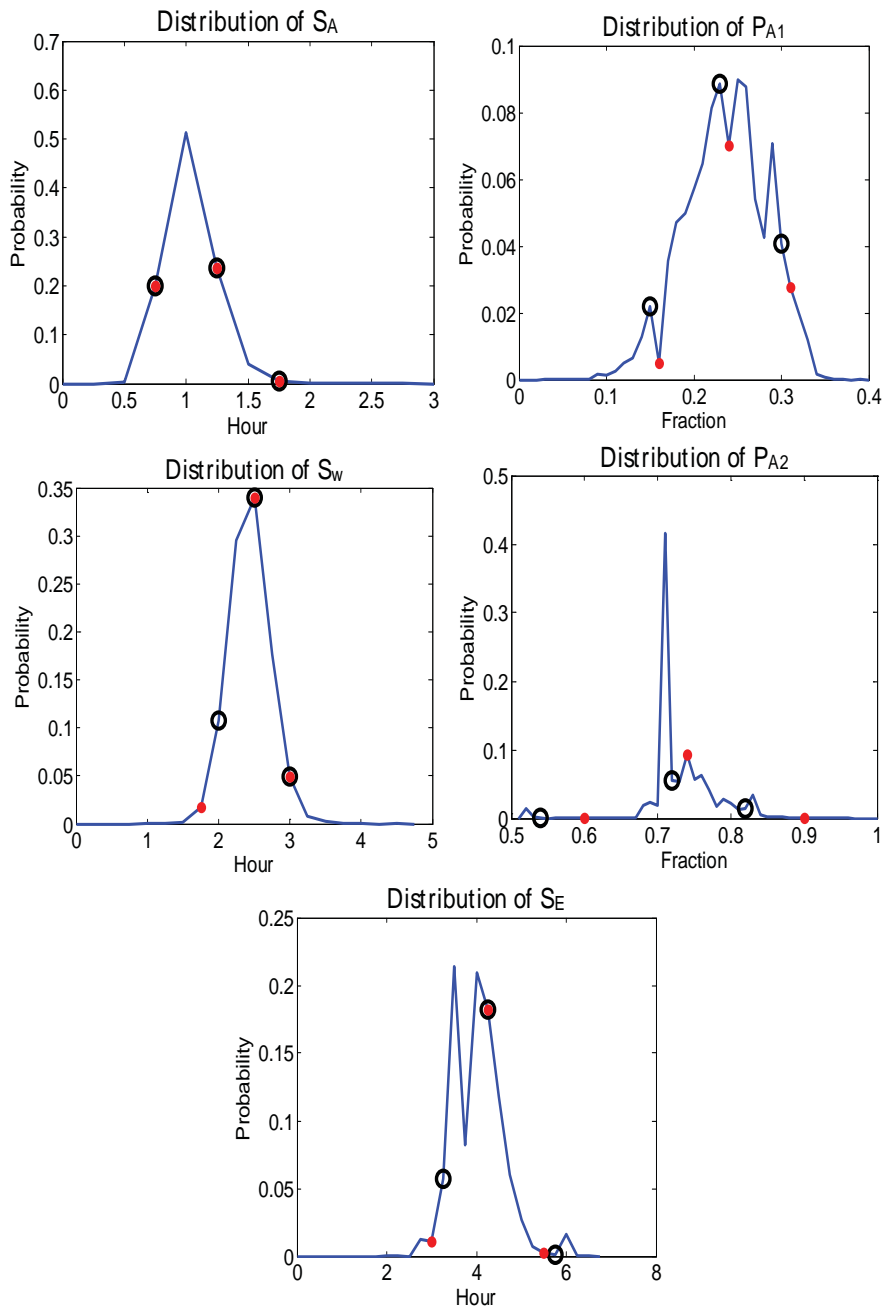 Distribution of SA
Probability
0.7
0.6
0.5
0.4
0.3
0.2
0.1
0
0 0.5 1 1.5 2 2.5 3
Hour
Distribution of PA1
Probability
0.1
0.08
0.06
0.04
0.02
0
0 0.1 0.2 0.3 0.4
Fraction
Distribution of Sw
Probability
0.35
0.3
0.25
0.2
0.15
0.1
0.05
0
0 1 2 3 4 5
Hour
Distribution of PA2
Probability
0.5
0.4
0.3
0.2
0.1
0
0.5 0.6 0.7 0.8 0.9 1
Fraction
Distribution of SE
Probability
0.25
0.2
0.15
0.1
0.05
0
0 2 4 6 8
Hour